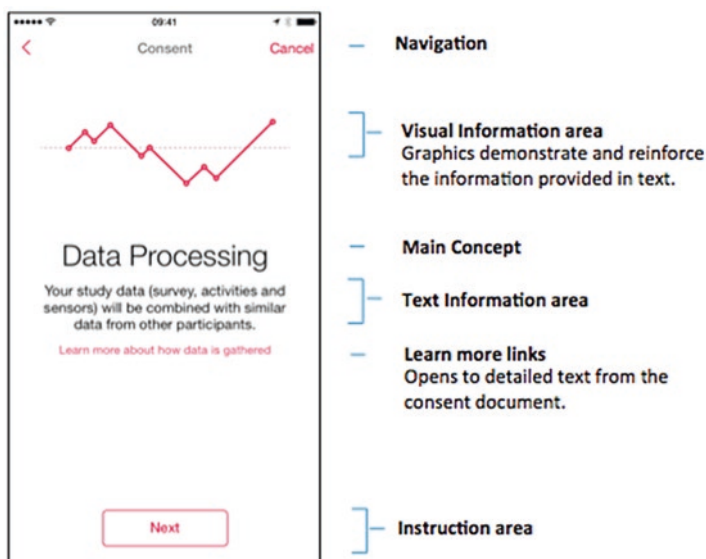 09:41
Consent
Cancel
Navigation
Visual Information area
Graphics demonstrate and reinforce
the information provided in text.
Data Processing
Main Concept
Your study data (survey, activities and
sensors) will be combined with similar
data from other participants.
Text Information area
Learn more about how data is gathered
Learn more links
Opens to detailed text from the
consent document.
Next
Instruction area